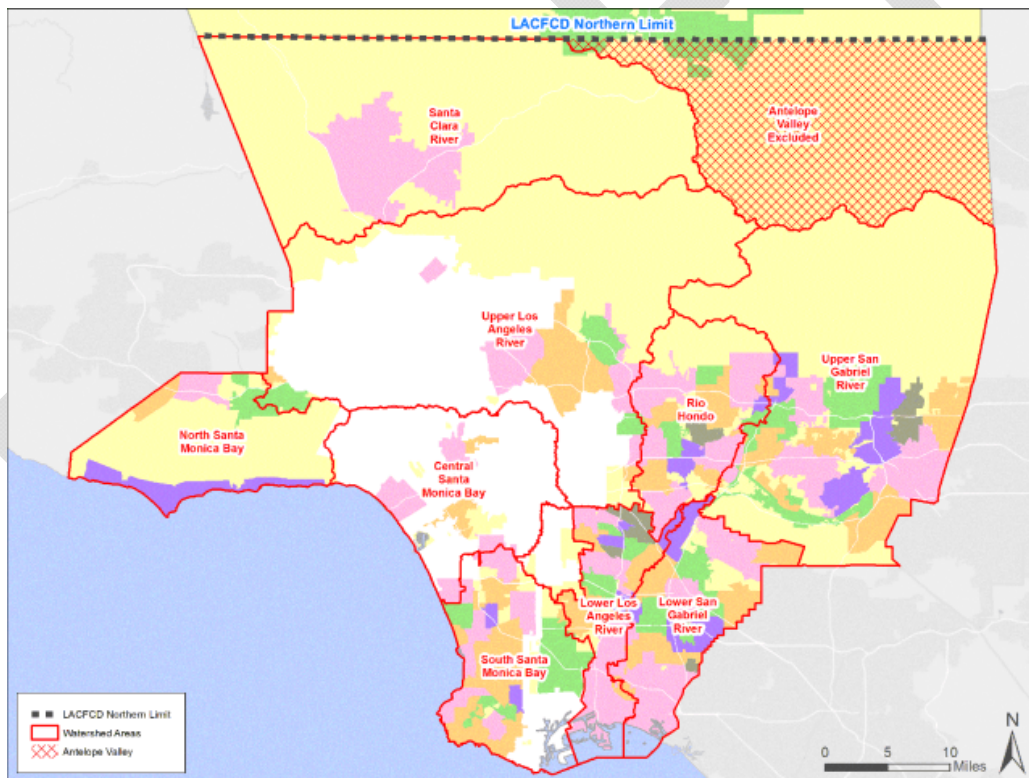 LACFCD Northern Limit
Santa
Clara
River
Antelope
Valley
Excluded
Upper Los
Angeles
River
Upper San
Gabriel
River
Rio
Hondo
North Santa
Monica Bay
Central
Santa
Monica Bay
Lower Los
Angeles
River
Lower San
Gabriel
River
South Santa
Monica Bay
LACFCD Northern Limit
Watershed Areas
Antelope Valley
N
0 5 10
Miles